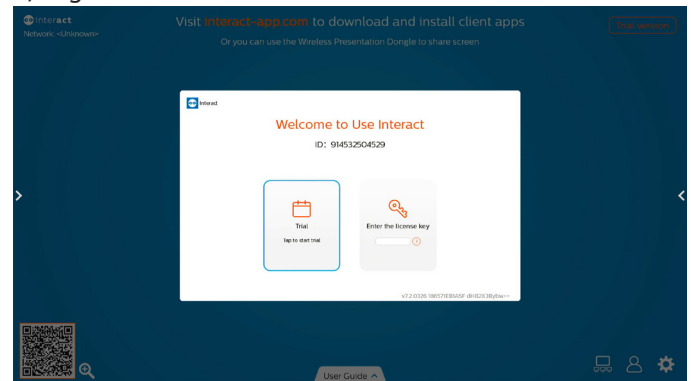 interact
Network: <Unknown>
Visit interact-app.com to download and install client apps
Or you can use the Wireless Presentation Dongle to share screen
Trial version
Interact
Welcome to Use Interact
ID: 914532504529
Trial
Tap to start trial
Enter the license key
User Guide